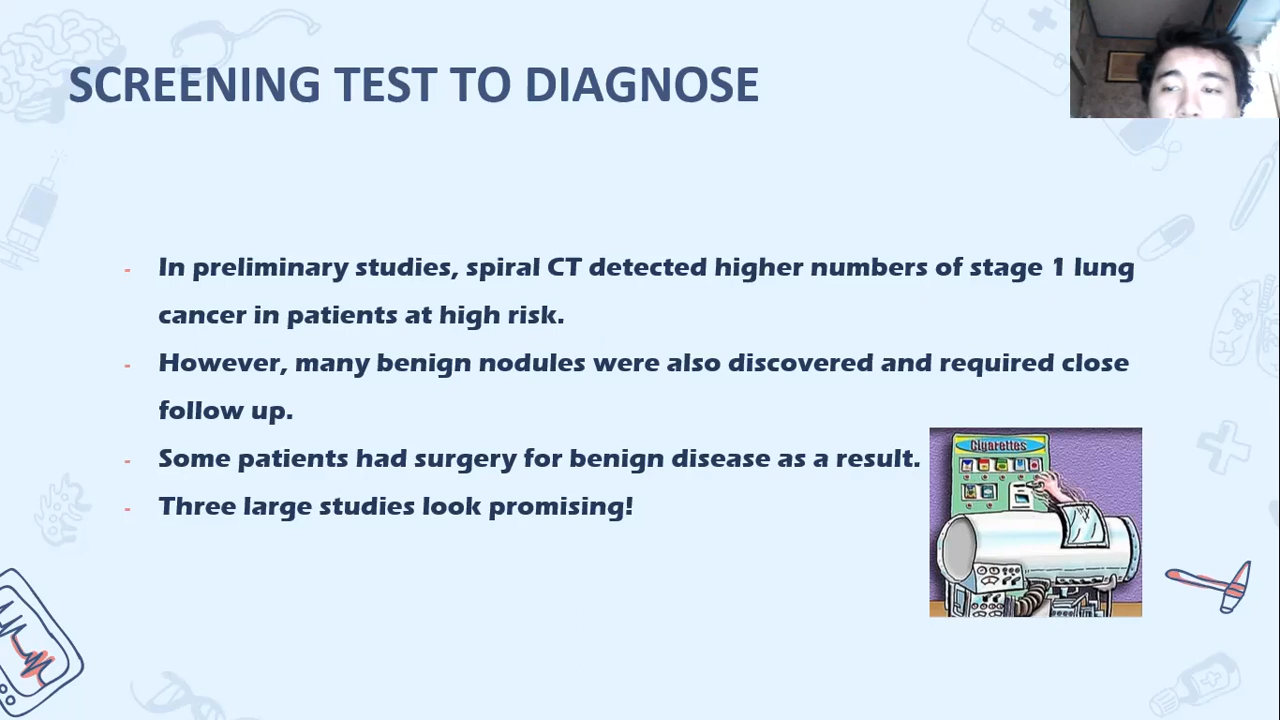 SCREENING TEST TO DIAGNOSE
- In preliminary studies, spiral CT detected higher numbers of stage 1 lung
cancer in patients at high risk.
- However, many benign nodules were also discovered and required close
follow up.
- Some patients had surgery for benign disease as a result.
- Three large studies look promising!
Cigarettes